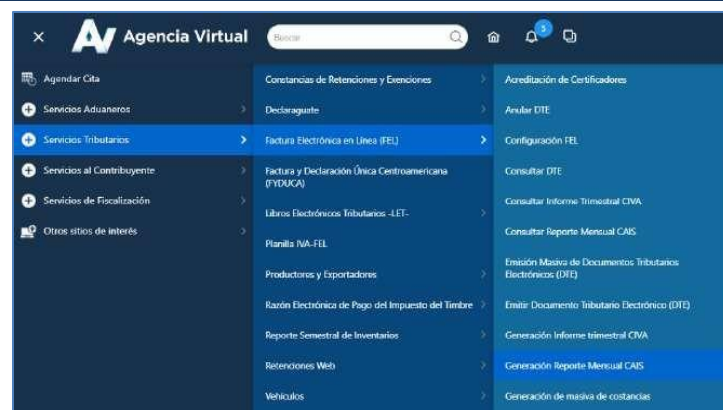 × Agencia Virtual Buscar 5
Agendar Cita
Servicios Aduaneros
Servicios Tributarios
Servicios al Contribuyente
Servicios de Fiscalización
Otros sitios de interés
Constancias de Retenciones y Exenciones
Declaraguate
Factura Electrónica en Línea (FEL)
Factura y Declaración Única Centroamericana
(FYDUCA)
Libros Electrónicos Tributarios -LET-
Planilla IVA-FEL
Productores y Exportadores
Razón Electrónica de Pago del Impuesto del Timbre
Reporte Semestral de Inventarios
Retenciones Web
Vehículos
Acreditación de Certificadores
Anular DTE
Configuración FEL
Consultar DTE
Consultar Informe Trimestral CIVA
Consultar Reporte Mensual CAIS
Emisión Masiva de Documentos Tributarios
Electrónicos (DTE)
Emitir Documento Tributario Electrónico (DTE)
Generación Informe trimestral CIVA
Generación Reporte Mensual CAIS
Generación de masiva de costancias